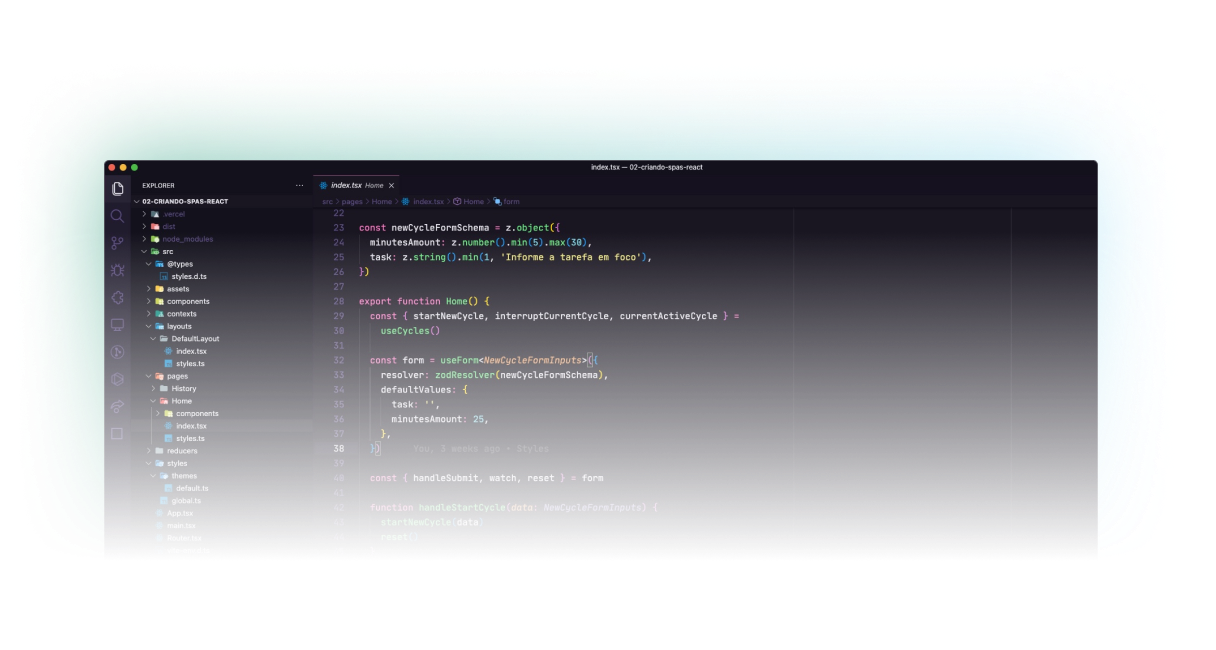 index.tsx — 02-criando-spas-react
EXPLORER ...
02-CRIANDO-SPAS-REACT
.vercel
dist
node_modules
src
@types
styles.d.ts
assets
components
contexts
layouts
DefaultLayout
index.tsx
styles.ts
pages
History
Home
components
index.tsx
styles.ts
reducers
styles
themes
default.ts
global.ts
App.tsx
main.tsx
Router.tsx
index.tsx Home ×
src > pages > Home > index.tsx > Home > form
22
23 const newCycleFormSchema = z.object({
24 minutesAmount: z.number().min(5).max(30),
25 task: z.string().min(1, 'Informe a tarefa em foco'),
26 })
27
28 export function Home() {
29 const { startNewCycle, interruptCurrentCycle, currentActiveCycle } =
30 useCycles()
31
32 const form = useForm<NewCycleFormInputs>({
33 resolver: zodResolver(newCycleFormSchema),
34 defaultValues: {
35 task: '',
36 minutesAmount: 25,
37 },
38 }) You, 3 weeks ago · Styles
39
40 const { handleSubmit, watch, reset } = form
41
42 function handleStartCycle(data: NewCycleFormInputs) {
43 startNewCycle(data)
reset()